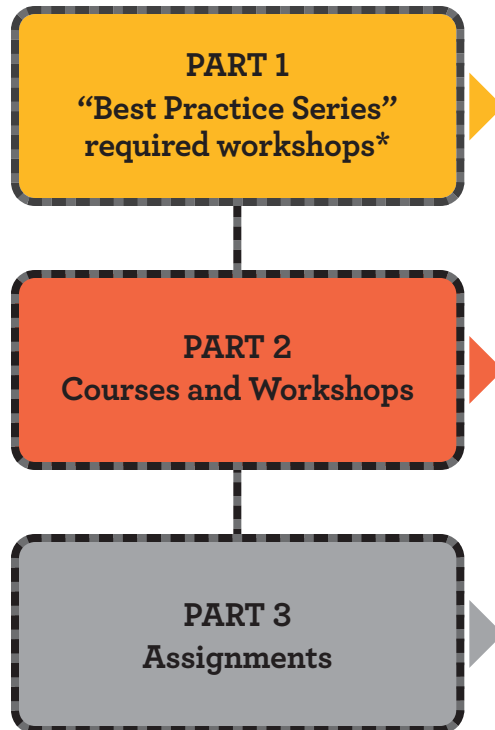 PART 1
“Best Practice Series”
required workshops*
PART 2
Courses and Workshops
PART 3
Assignments